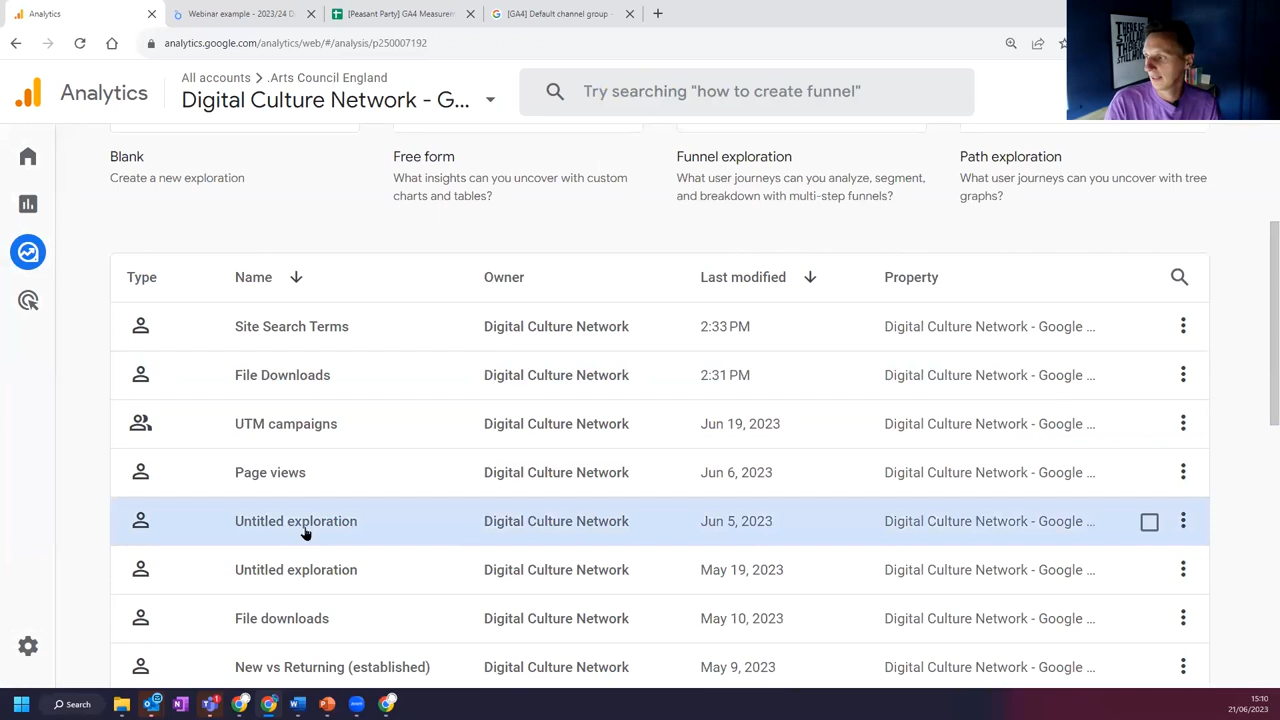 Analytics
Webinar example - 2023/24 D
[Peasant Party] GA4 Measurem
[GA4] Default channel group -
analytics.google.com/analytics/web/#/analysis/p250007192
Analytics
All accounts > .Arts Council England
Digital Culture Network - G...
Try searching "how to create funnel"
THERE IS
STILL
THERE IS
STILL
Blank
Create a new exploration
Free form
What insights can you uncover with custom
charts and tables?
Funnel exploration
What user journeys can you analyze, segment,
and breakdown with multi-step funnels?
Path exploration
What user journeys can you uncover with tree
graphs?
Type Name Owner Last modified Property
Site Search Terms Digital Culture Network 2:33 PM Digital Culture Network - Google ...
File Downloads Digital Culture Network 2:31 PM Digital Culture Network - Google ...
UTM campaigns Digital Culture Network Jun 19, 2023 Digital Culture Network - Google ...
Page views Digital Culture Network Jun 6, 2023 Digital Culture Network - Google ...
Untitled exploration Digital Culture Network Jun 5, 2023 Digital Culture Network - Google ...
Untitled exploration Digital Culture Network May 19, 2023 Digital Culture Network - Google ...
File downloads Digital Culture Network May 10, 2023 Digital Culture Network - Google ...
New vs Returning (established) Digital Culture Network May 9, 2023 Digital Culture Network - Google ...
Search
15:10
21/06/2023